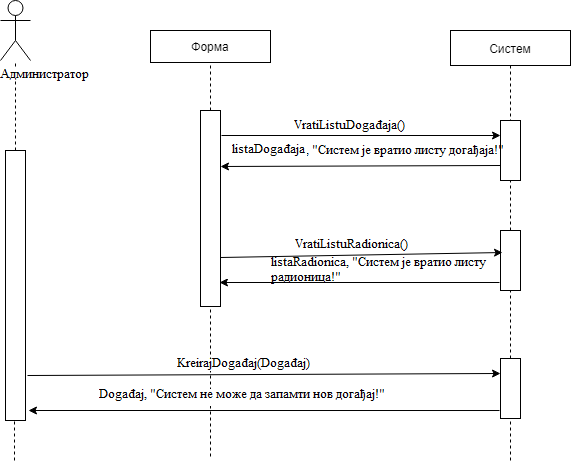 Форма
Систем
Администратор
VratiListuDogađaja()
listaDogađaja, "Систем је вратио листу догађаја!"
VratiListuRadionica()
listaRadionica, "Систем је вратио листу
радионица!"
KreirajDogađaj(Događaj)
Događaj, "Систем не може да запамти нов догађај!"